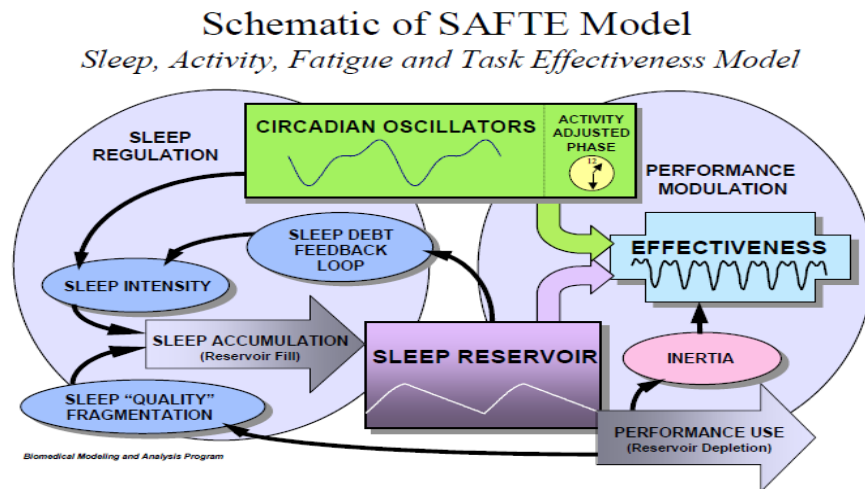 Schematic of SAFTE Model
Sleep, Activity, Fatigue and Task Effectiveness Model
SLEEP
REGULATION
CIRCADIAN OSCILLATORS
ACTIVITY
ADJUSTED
PHASE
12
PERFORMANCE
MODULATION
SLEEP DEBT
FEEDBACK
LOOP
EFFECTIVENESS
SLEEP INTENSITY
SLEEP ACCUMULATION
(Reservoir Fill)
SLEEP RESERVOIR
INERTIA
SLEEP “QUALITY”
FRAGMENTATION
PERFORMANCE USE
(Reservoir Depletion)
Biomedical Modeling and Analysis Program